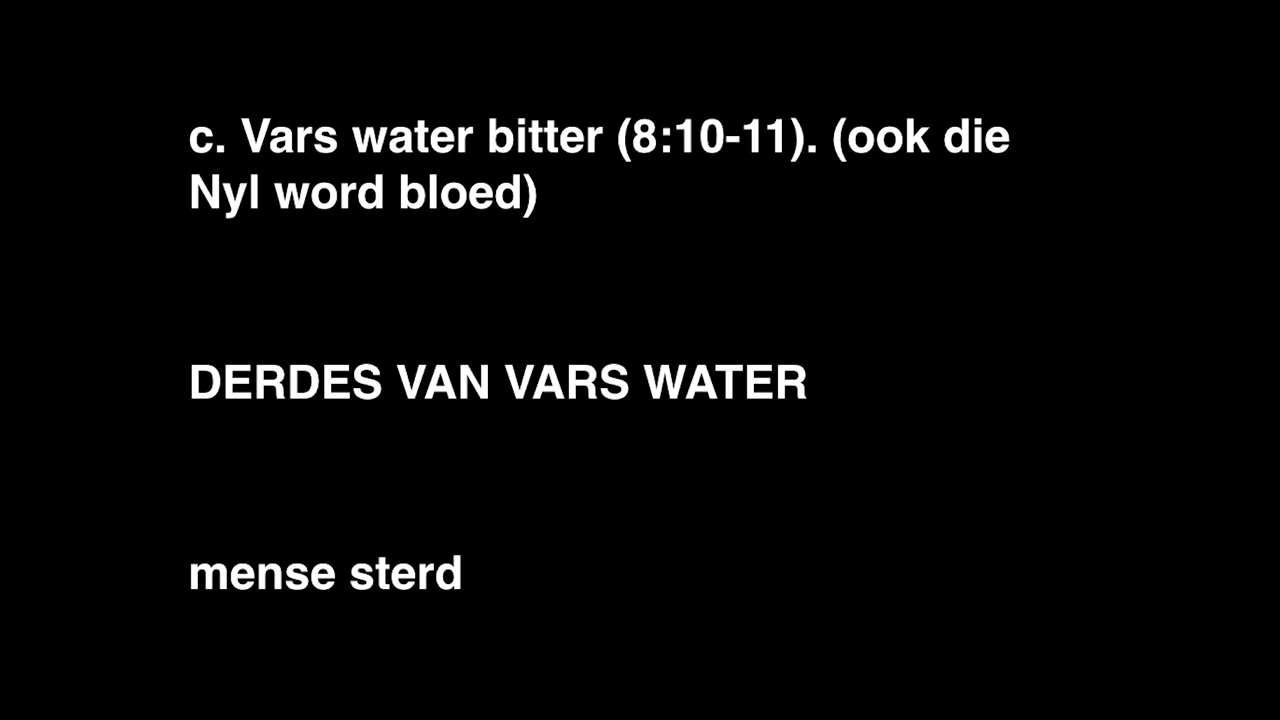 c. Vars water bitter (8:10-11). (ook die
Nyl word bloed)
DERDES VAN VARS WATER
mense sterd